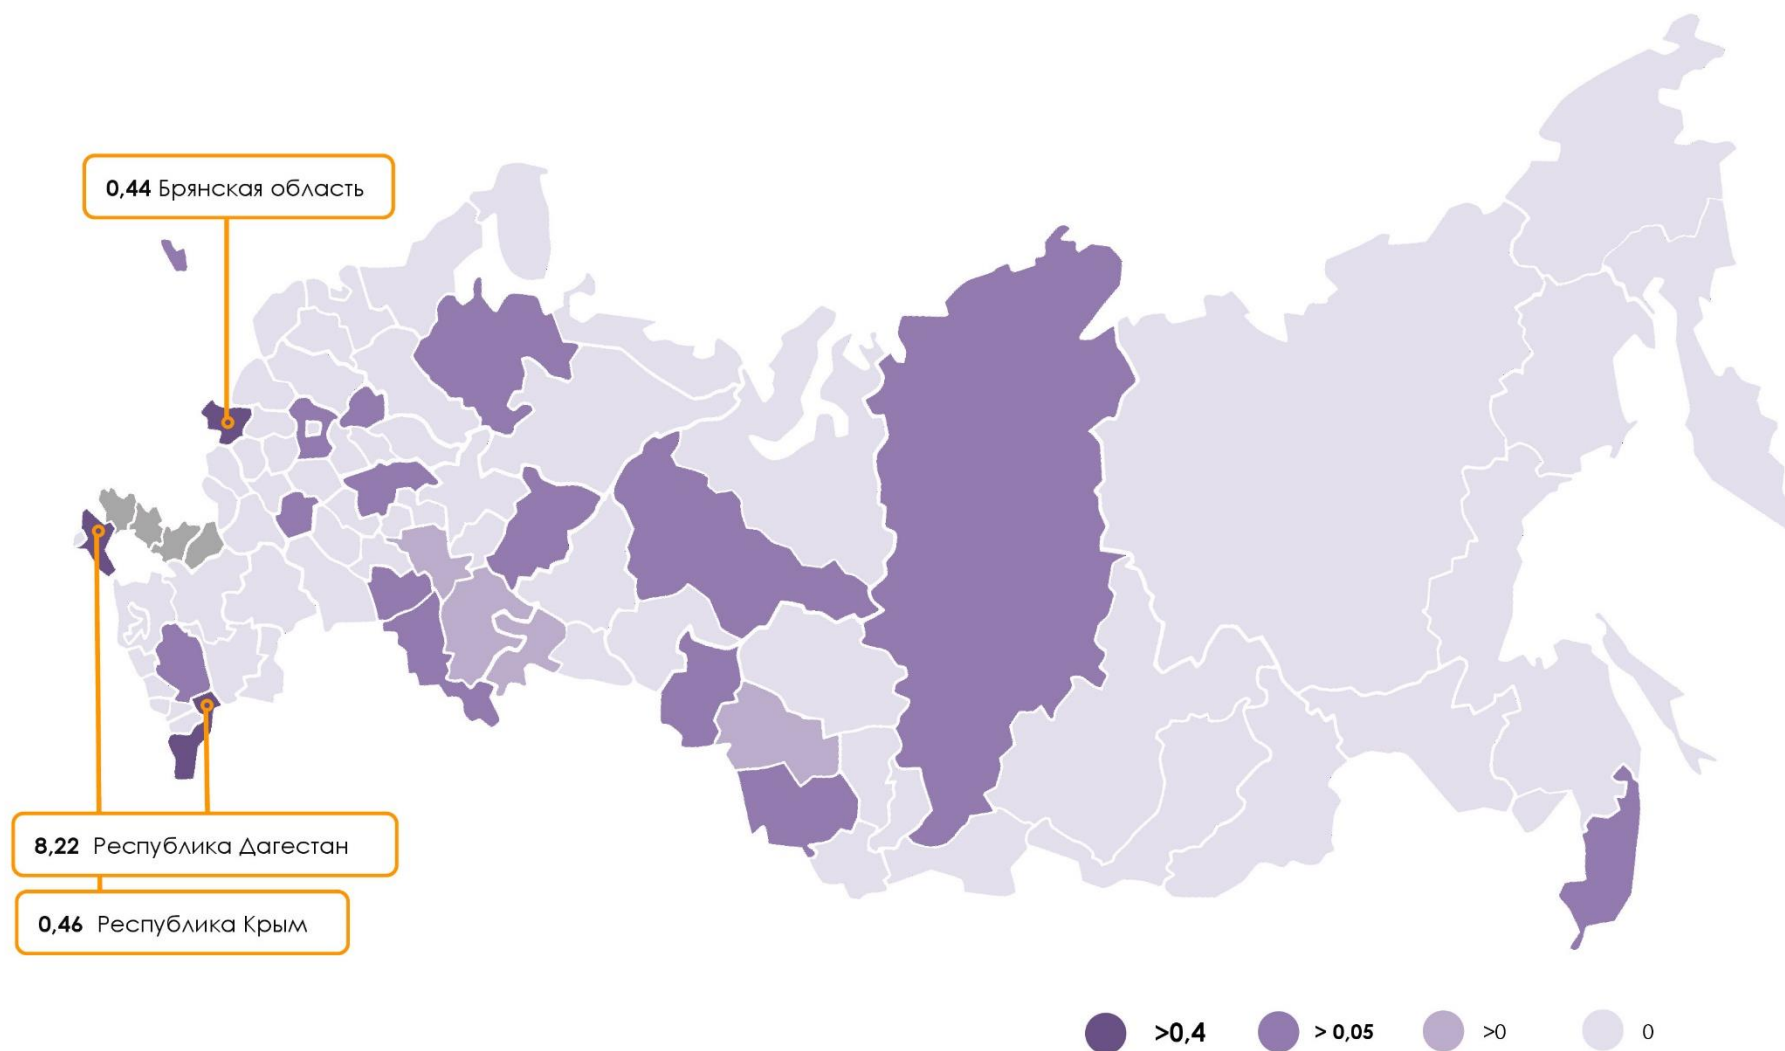 0,44 Брянская область
8,22 Республика Дагестан
0,46 Республика Крым
>0,4 > 0,05 >0 0